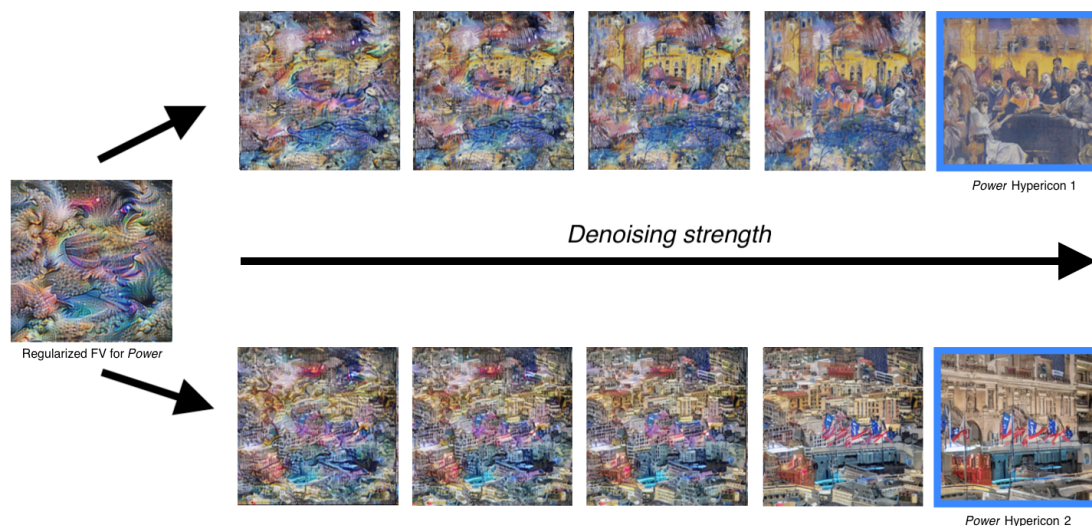 Power Hypericon 1
Denoising strength
Regularized FV for Power
Power Hypericon 2